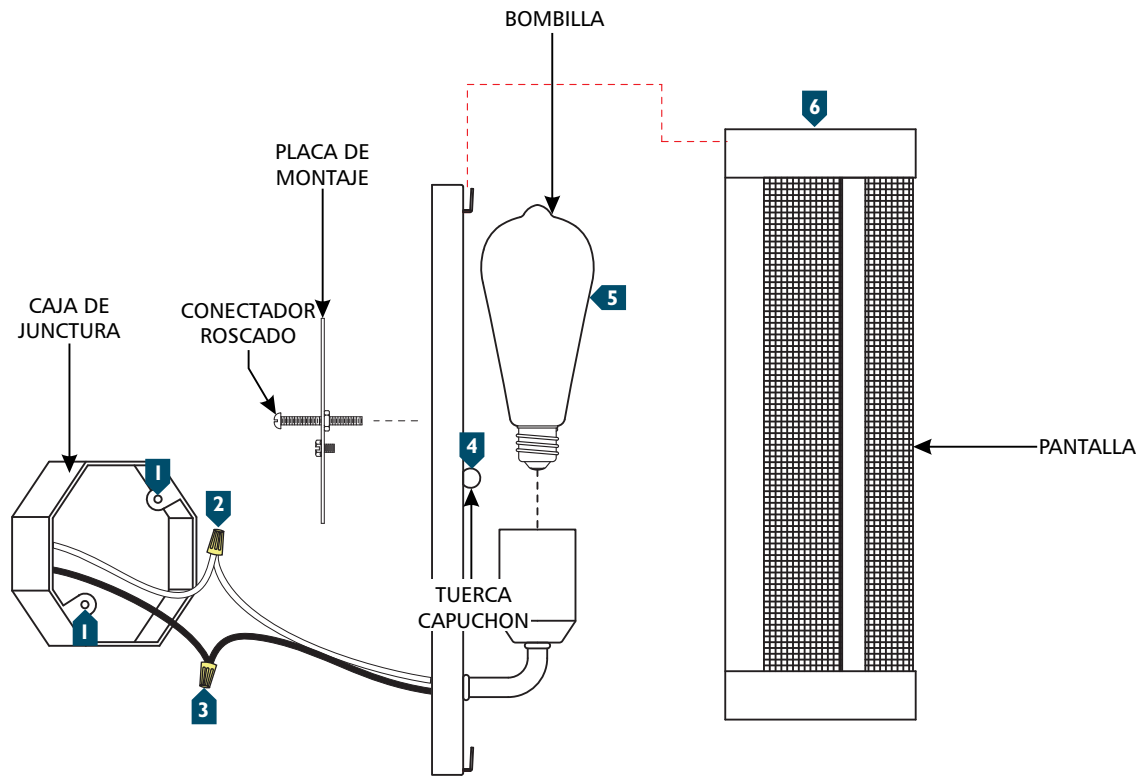 BOMBILLA
6
PLACA DE
MONTAJE
5
CAJA DE
JUNCTURA
CONECTADOR
ROSCADO
4
PANTALLA
1
2
TUERCA
CAPUCHON
1
3